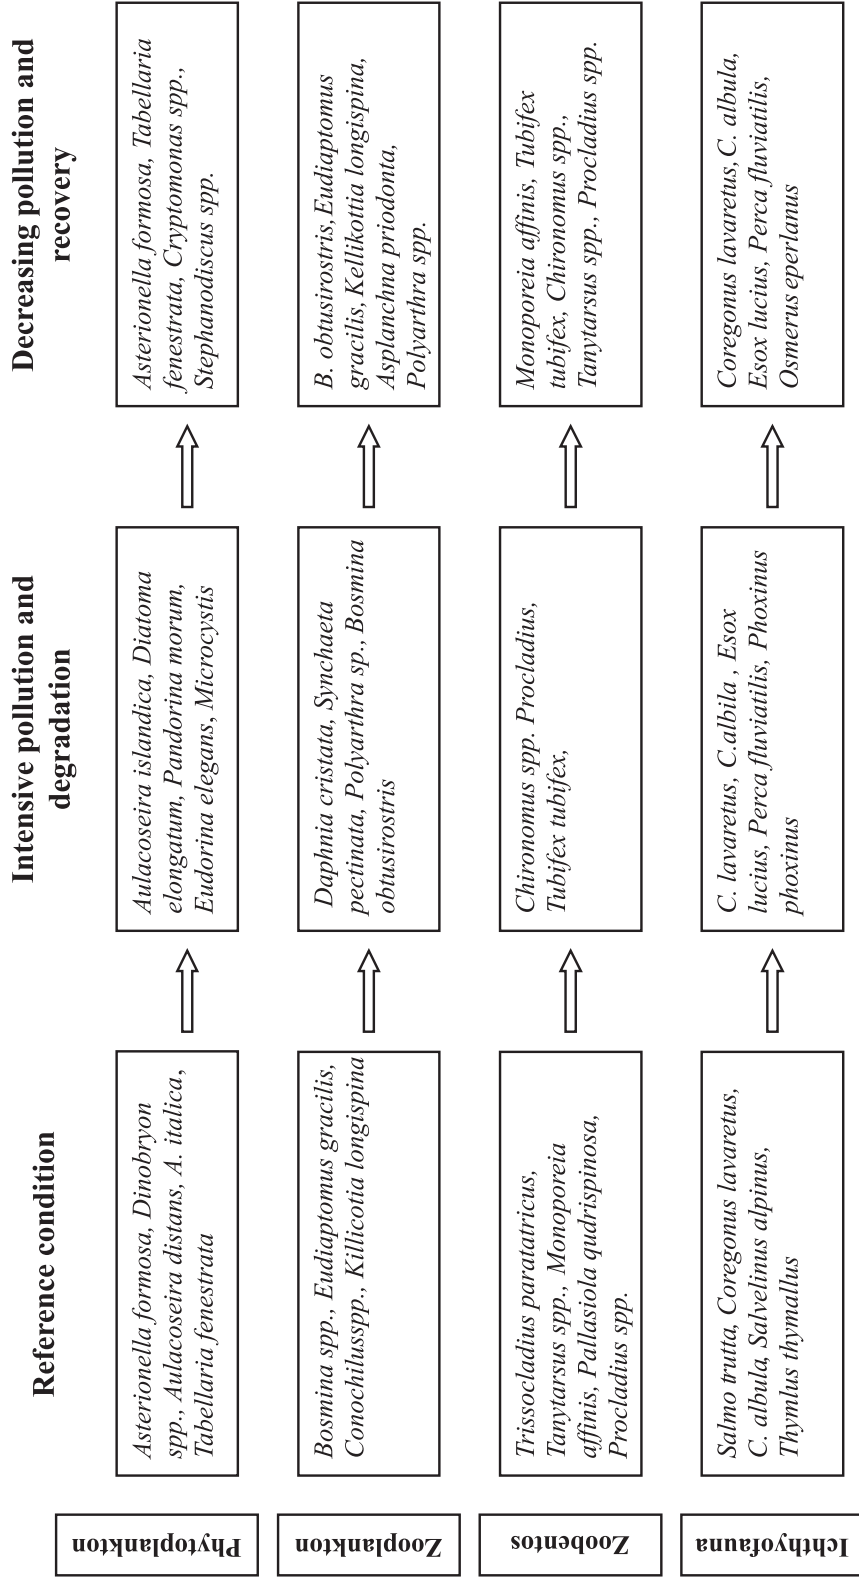 Reference condition
Intensive pollution and
degradation
Decreasing pollution and
recovery
Phytoplankton
Asterionella formosa, Dinobryon
spp., Aulacoseira distans, A. italica,
Tabellaria fenestrata
Aulacoseira islandica, Diatoma
elongatum, Pandorina morum,
Eudorina elegans, Microcystis
Asterionella formosa, Tabellaria
fenestrata, Cryptomonas spp.,
Stephanodiscus spp.
Zooplankton
Bosmina spp., Eudiaptomus gracilis,
Conochilusspp., Killicotia longispina
Daphnia cristata, Synchaeta
pectinata, Polyarthra sp., Bosmina
obtusirostris
B. obtusirostris, Eudiaptomus
gracilis, Kellikottia longispina,
Asplanchna priodonta,
Polyarthra spp.
Zoobentos
Trissocladius paratatricus,
Tanytarsus spp., Monoporeia
affinis, Pallasiola qudrispinosa,
Procladius spp.
Chironomus spp. Procladius,
Tubifex tubifex,
Monoporeia affinis, Tubifex
tubifex, Chironomus spp.,
Tanytarsus spp., Procladius spp.
Ichthyofauna
Salmo trutta, Coregonus lavaretus,
C. albula, Salvelinus alpinus,
Thymlus thymallus
C. lavaretus, C.albila , Esox
lucius, Perca fluviatilis, Phoxinus
phoxinus
Coregonus lavaretus, C. albula,
Esox lucius, Perca fluviatilis,
Osmerus eperlanus